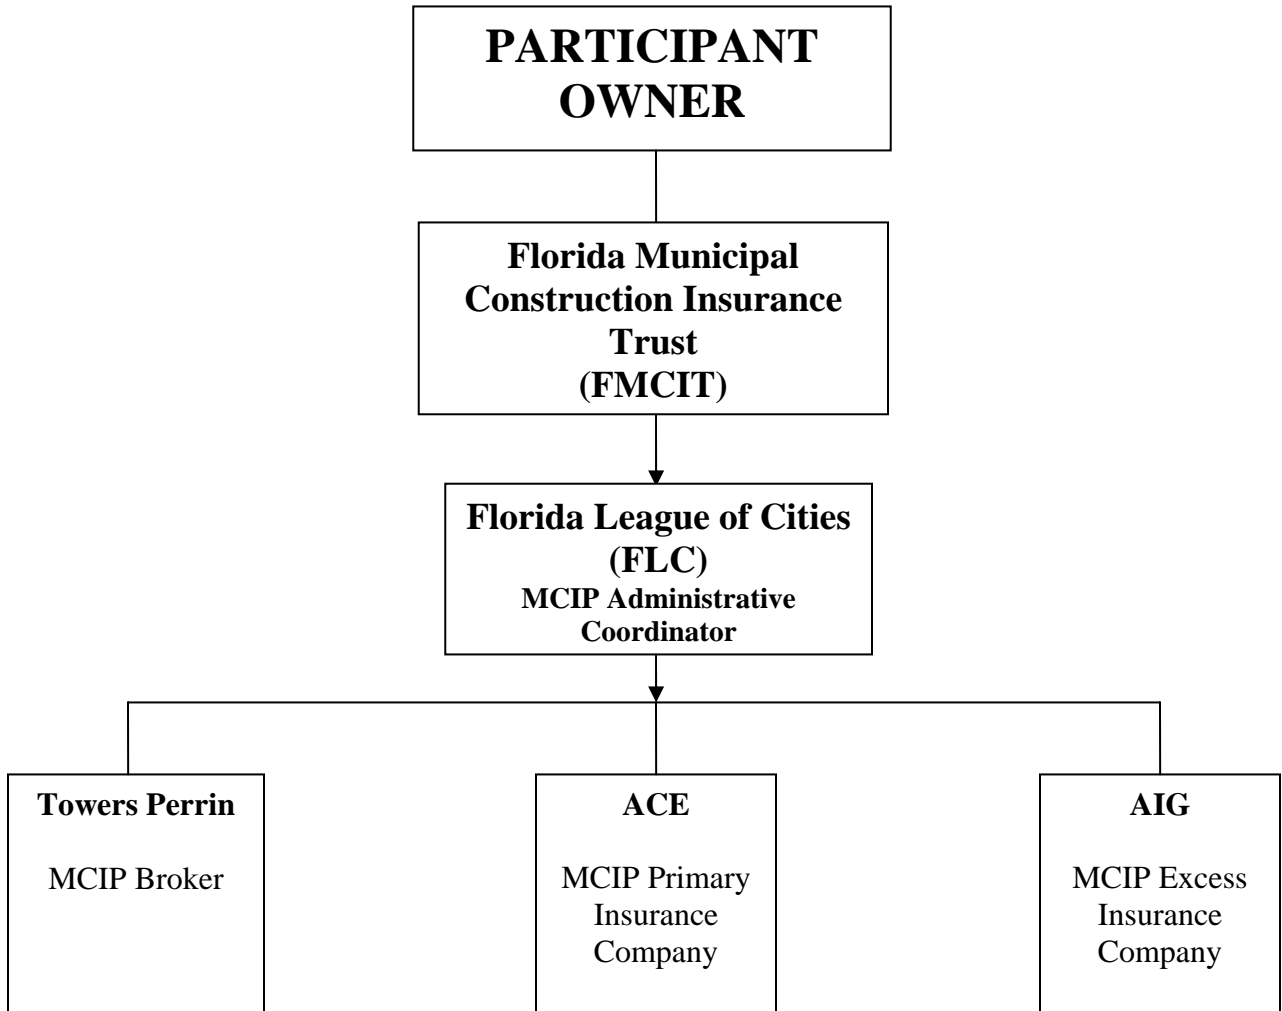 PARTICIPANT
OWNER
Florida Municipal
Construction Insurance
Trust
(FMCIT)
Florida League of Cities
(FLC)
MCIP Administrative
Coordinator
Towers Perrin
MCIP Broker
ACE
MCIP Primary
Insurance
Company
AIG
MCIP Excess
Insurance
Company